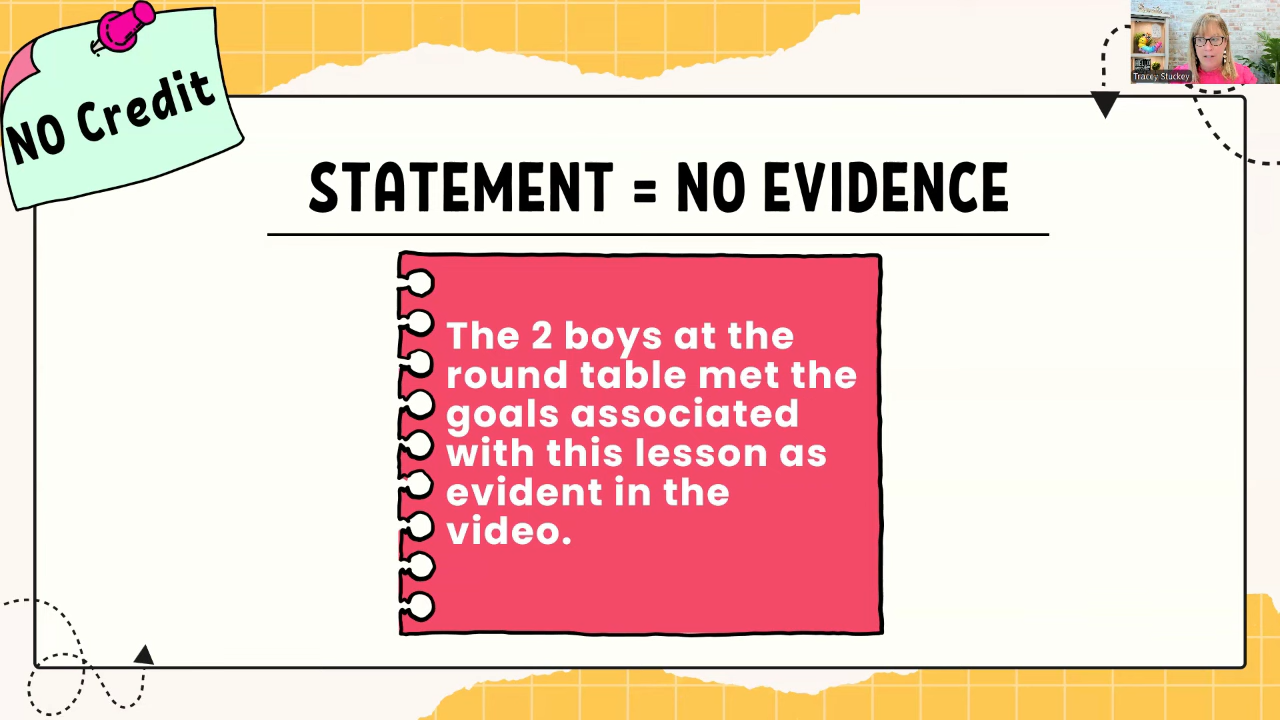 NO Credit
Tracey Stuckey
STATEMENT = NO EVIDENCE
The 2 boys at the
round table met the
goals associated
with this lesson as
evident in the
video.